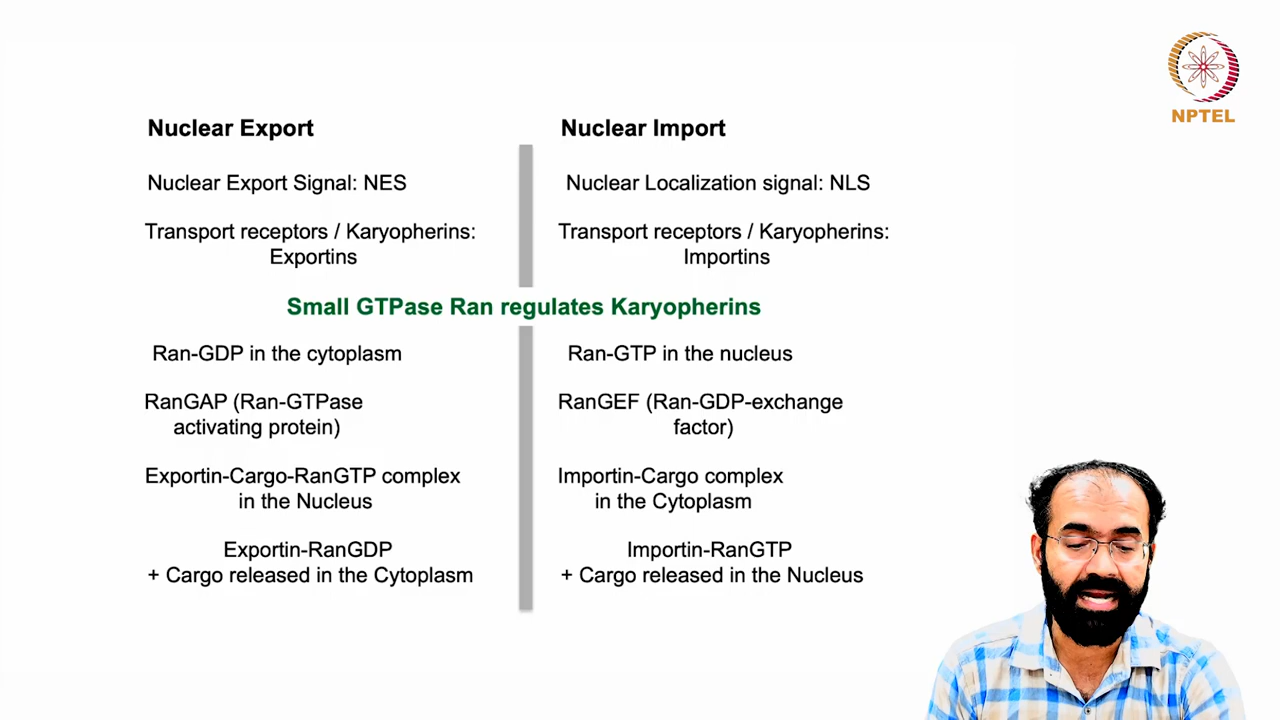 NPTEL
Nuclear Export
Nuclear Export Signal: NES
Transport receptors / Karyopherins:
Exportins
Nuclear Import
Nuclear Localization signal: NLS
Transport receptors / Karyopherins:
Importins
Small GTPase Ran regulates Karyopherins
Ran-GDP in the cytoplasm
RanGAP (Ran-GTPase
activating protein)
Exportin-Cargo-RanGTP complex
in the Nucleus
Exportin-RanGDP
+ Cargo released in the Cytoplasm
Ran-GTP in the nucleus
RanGEF (Ran-GDP-exchange
factor)
Importin-Cargo complex
in the Cytoplasm
Importin-RanGTP
+ Cargo released in the Nucleus